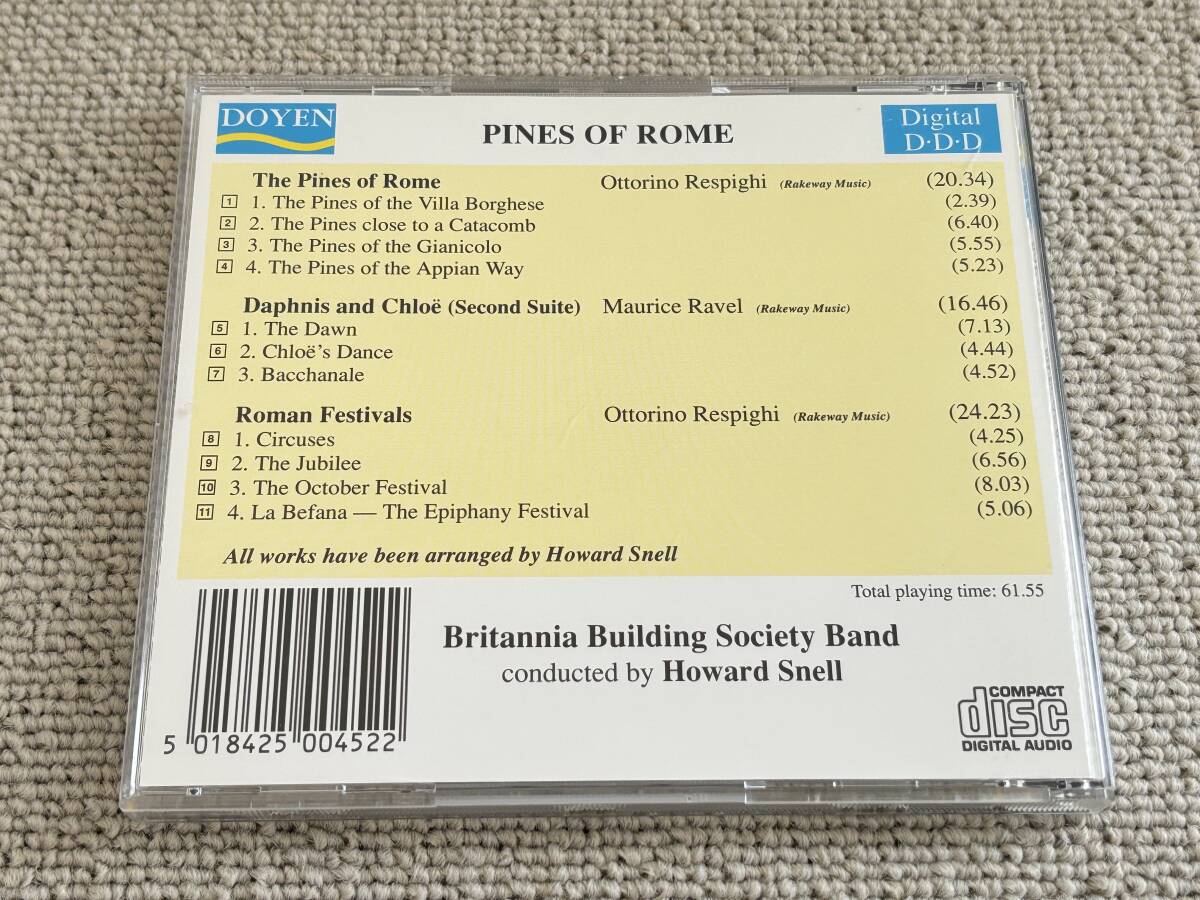 DOYEN
PINES OF ROME
Digital
D·D·D
The Pines of Rome Ottorino Respighi (Rakeway Music) (20.34)
1 1. The Pines of the Villa Borghese (2.39)
2 2. The Pines close to a Catacomb (6.40)
3 3. The Pines of the Gianicolo (5.55)
4 4. The Pines of the Appian Way (5.23)
Daphnis and Chloë (Second Suite) Maurice Ravel (Rakeway Music) (16.46)
5 1. The Dawn (7.13)
6 2. Chloë's Dance (4.44)
7 3. Bacchanale (4.52)
Roman Festivals Ottorino Respighi (Rakeway Music) (24.23)
8 1. Circuses (4.25)
9 2. The Jubilee (6.56)
10 3. The October Festival (8.03)
11 4. La Befana — The Epiphany Festival (5.06)
All works have been arranged by Howard Snell
Total playing time: 61.55
Britannia Building Society Band
conducted by Howard Snell
5 018425 004522
COMPACT
disc
DIGITAL AUDIO